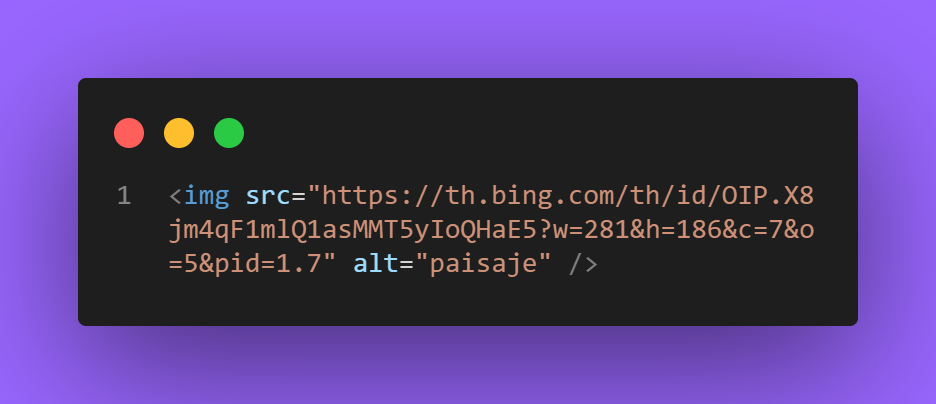 1 <img src="https://th.bing.com/th/id/OIP.X8
jm4qF1mlQ1asMMT5yIoQHaE5?w=281&h=186&c=7&o
=5&pid=1.7" alt="paisaje" />